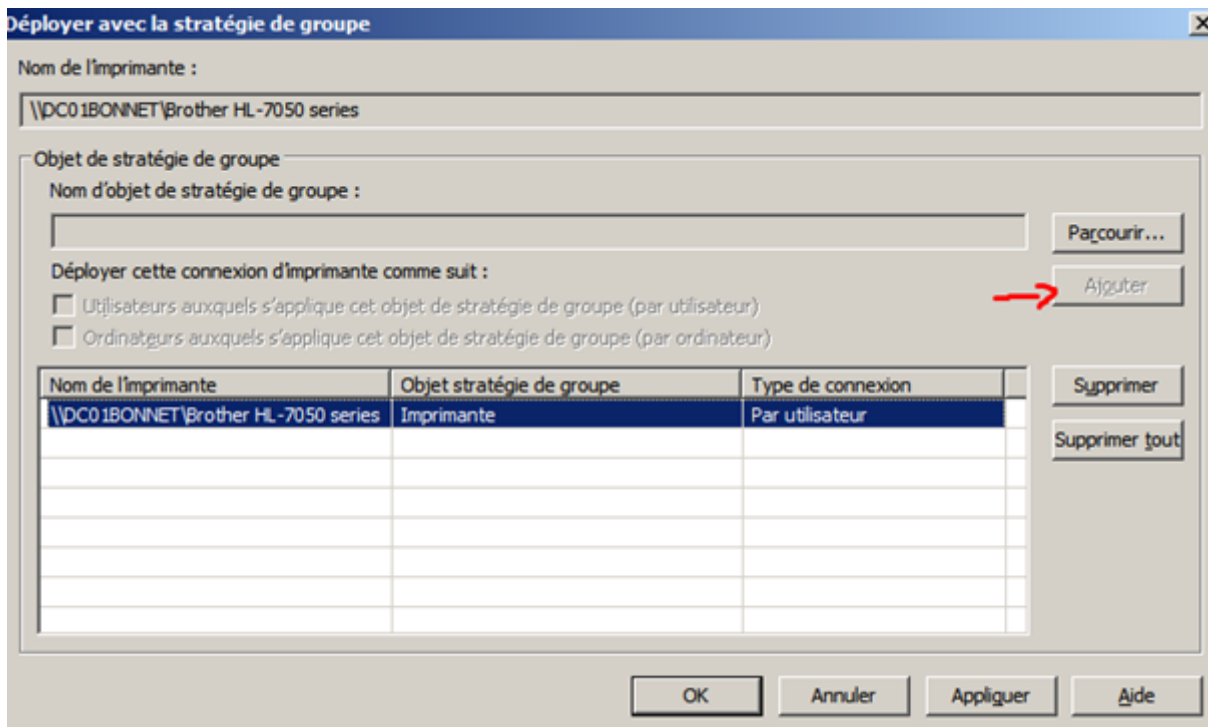 Déployer avec la stratégie de groupe
Nom de l'imprimante :
\\DC01BONNET\Brother HL-7050 series
Objet de stratégie de groupe
Nom d'objet de stratégie de groupe :
Parcourir...
Déployer cette connexion d'imprimante comme suit :
Ajouter
Utilisateurs auxquels s'applique cet objet de stratégie de groupe (par utilisateur)
Ordinateurs auxquels s'applique cet objet de stratégie de groupe (par ordinateur)
Nom de l'imprimante Objet stratégie de groupe Type de connexion
Supprimer
\\DC01BONNET\Brother HL-7050 series Imprimante Par utilisateur
Supprimer tout
OK Annuler Appliquer Aide